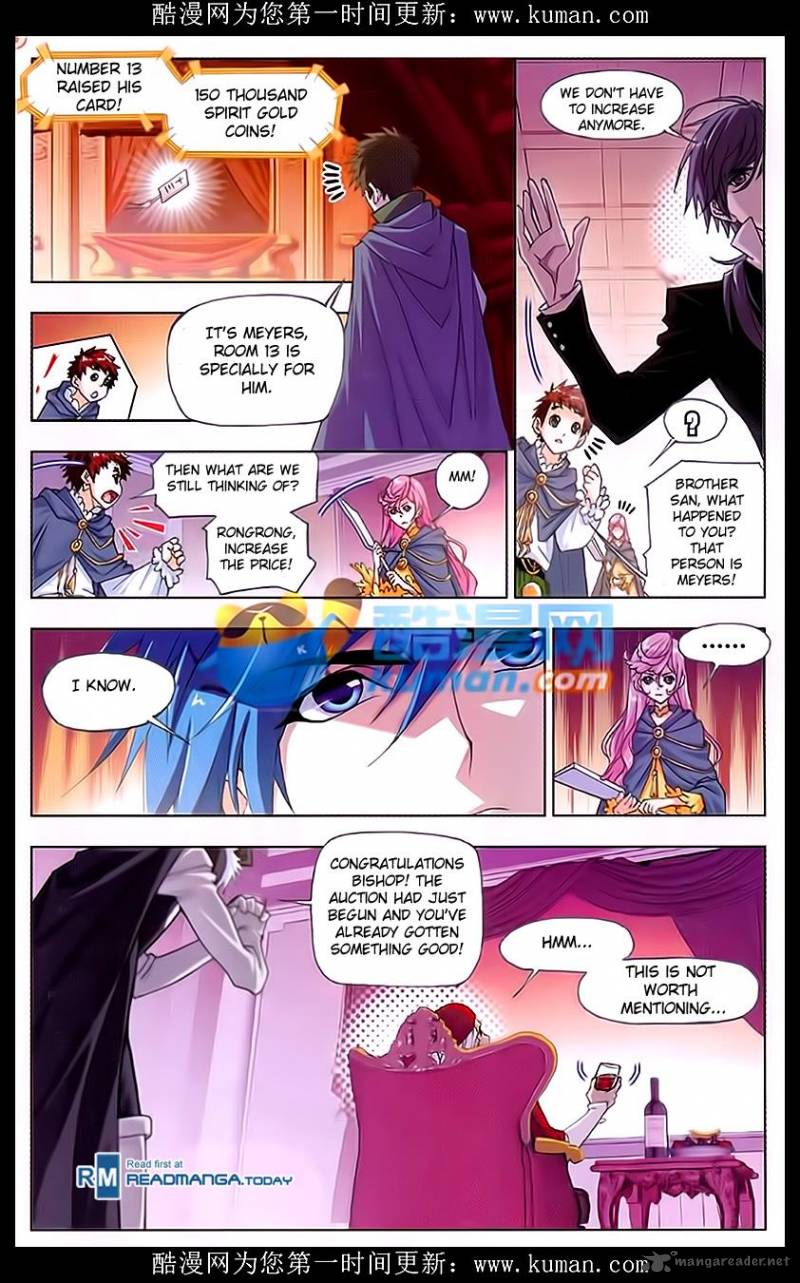 酷漫网为您第一时间更新：www.kuman.com
NUMBER 13
RAISED HIS
CARD!
150 THOUSAND
SPIRIT GOLD
COINS!
WE DON'T HAVE
TO INCREASE
ANYMORE.
IT'S MEYERS,
ROOM 13 IS
SPECIALLY FOR
HIM.
?
BROTHER
SAN, WHAT
HAPPENED
TO YOU?
THAT
PERSON IS
MEYERS!
THEN WHAT ARE WE
STILL THINKING OF?
RONGRONG,
INCREASE
THE PRICE!
MM!
I KNOW.
......
酷漫网
kuman.com
CONGRATULATIONS
BISHOP! THE
AUCTION HAD JUST
BEGUN AND YOU'VE
ALREADY GOTTEN
SOMETHING GOOD!
HMM...
THIS IS NOT
WORTH
MENTIONING...
RM
Read first at
READMANGA.TODAY
酷漫网为您第一时间更新：www.kuman.com
mangareader.net